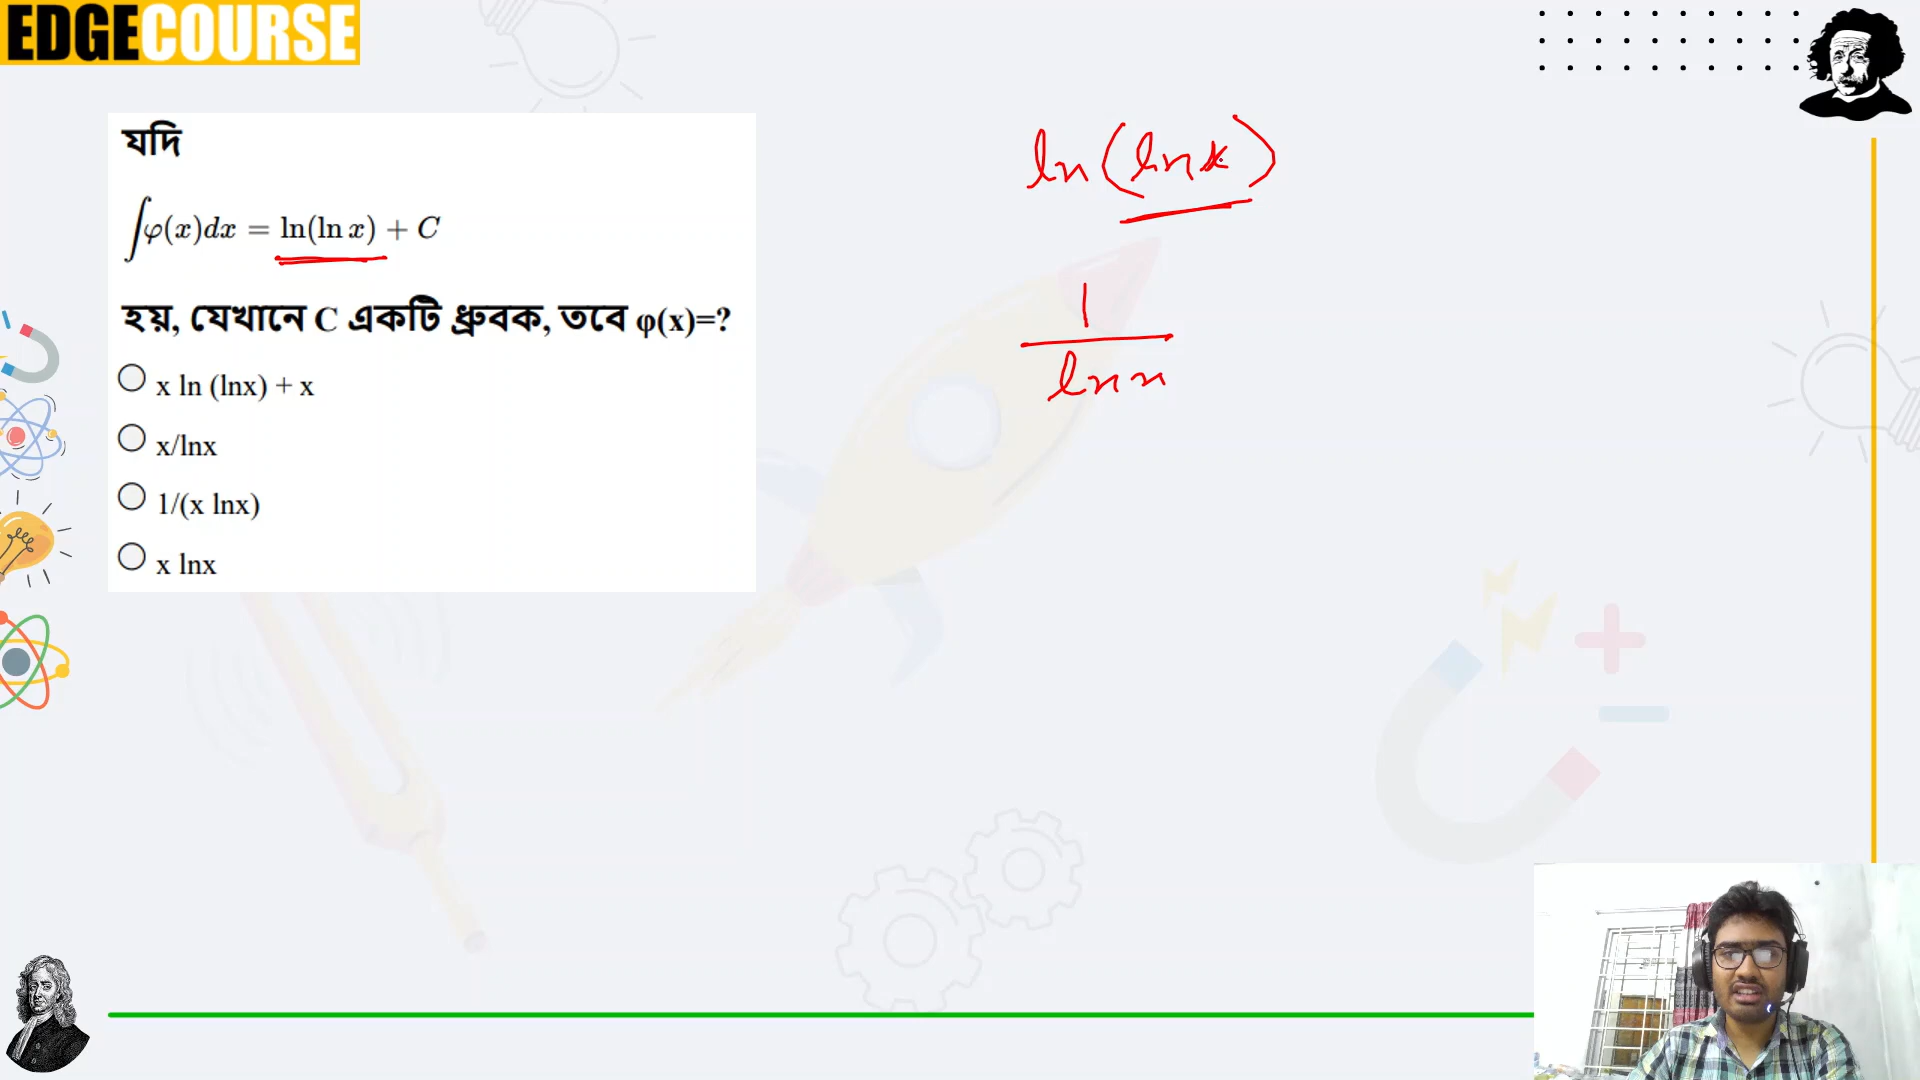 EDGECOURSE
যদি
∫φ(x)dx = ln(ln x) + C
হয়, যেখানে C একটি ধ্রুবক, তবে φ(x)=?
x ln (lnx) + x
x/lnx
1/(x lnx)
x lnx
ln(lnx)
1
lnx